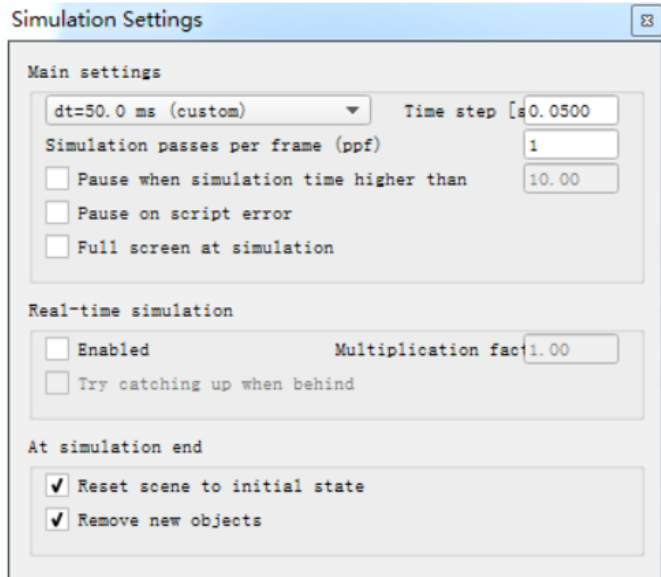 Simulation Settings
Main settings
dt=50.0 ms (custom) Time step [s 0.0500
Simulation passes per frame (ppf) 1
Pause when simulation time higher than 10.00
Pause on script error
Full screen at simulation
Real-time simulation
Enabled Multiplication fact 1.00
Try catching up when behind
At simulation end
Reset scene to initial state
Remove new objects